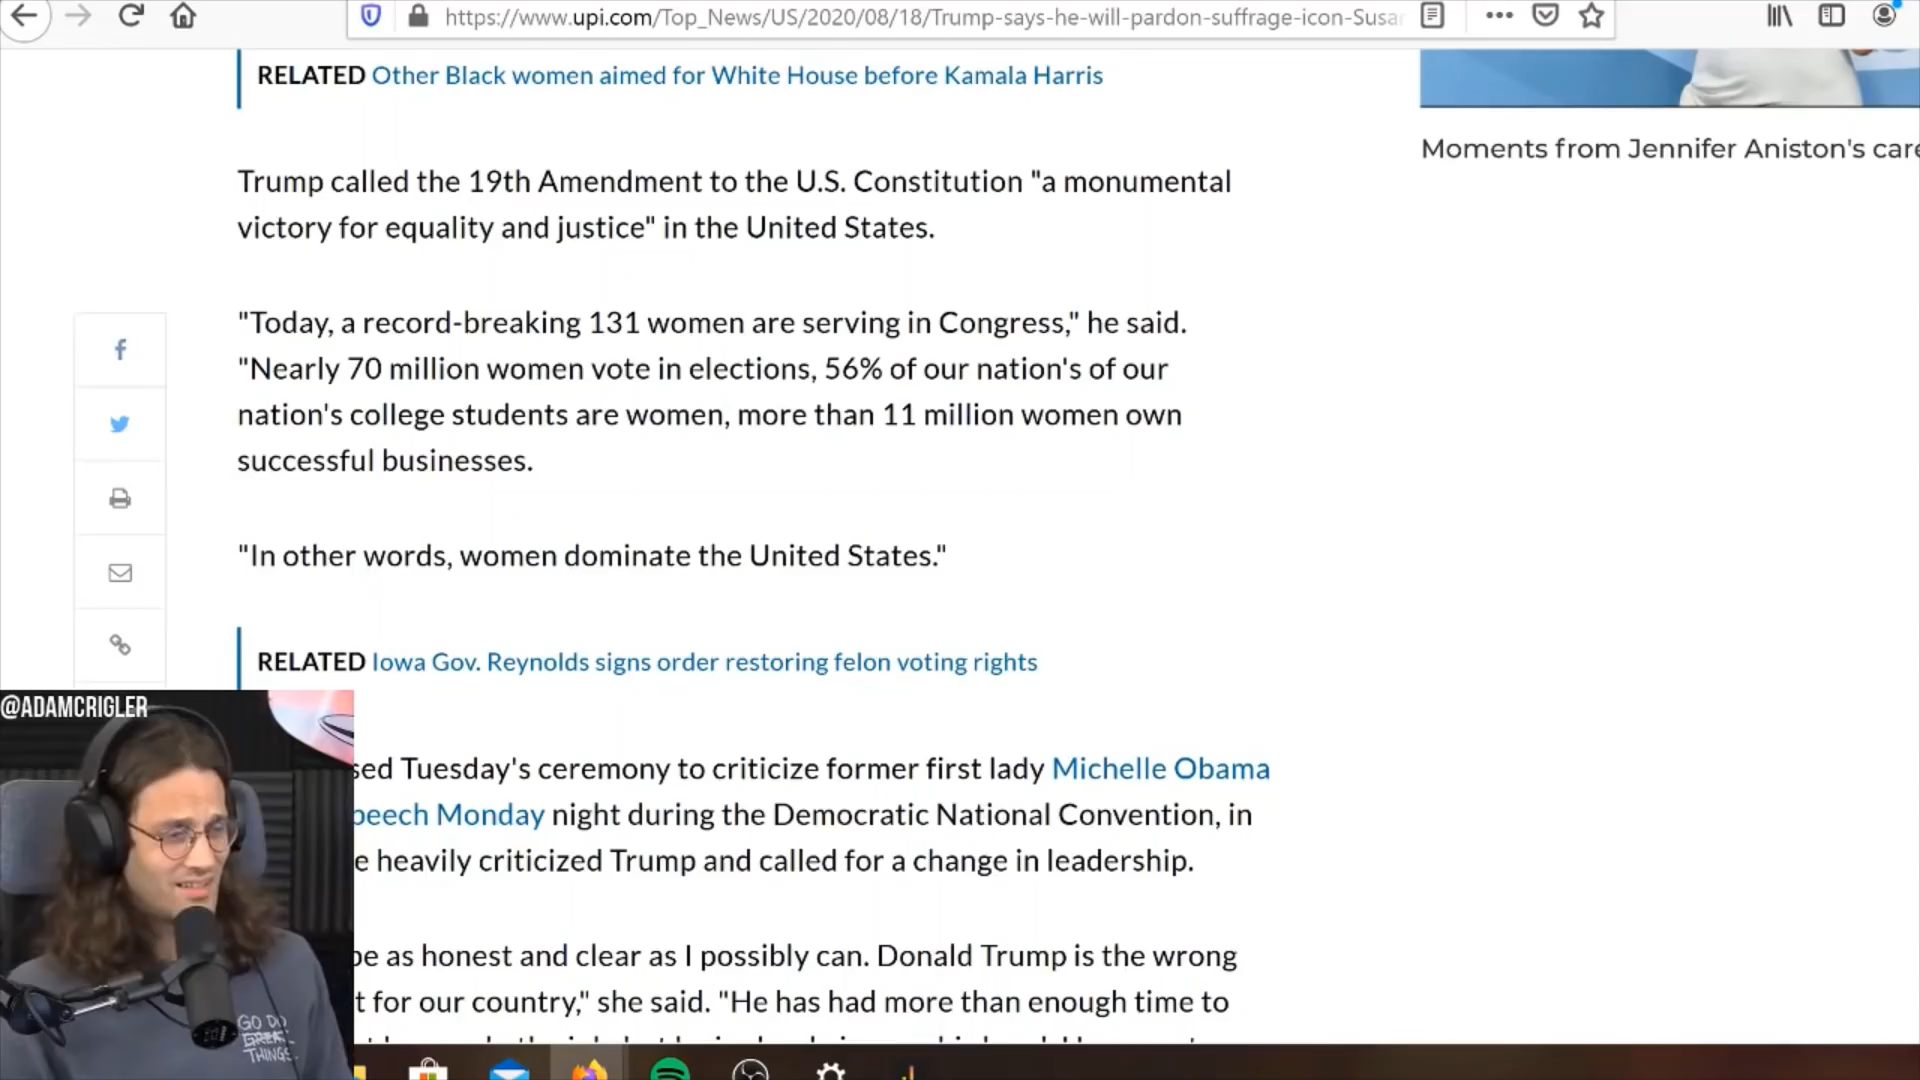 https://www.upi.com/Top_News/US/2020/08/18/Trump-says-he-will-pardon-suffrage-icon-Susa
RELATED Other Black women aimed for White House before Kamala Harris
Moments from Jennifer Aniston's care
Trump called the 19th Amendment to the U.S. Constitution "a monumental
victory for equality and justice" in the United States.
"Today, a record-breaking 131 women are serving in Congress," he said.
"Nearly 70 million women vote in elections, 56% of our nation's of our
nation's college students are women, more than 11 million women own
successful businesses.
"In other words, women dominate the United States."
RELATED Iowa Gov. Reynolds signs order restoring felon voting rights
@ADAMCRIGLER
sed Tuesday's ceremony to criticize former first lady Michelle Obama
peech Monday night during the Democratic National Convention, in
e heavily criticized Trump and called for a change in leadership.
be as honest and clear as I possibly can. Donald Trump is the wrong
t for our country," she said. "He has had more than enough time to
GO DO
GREAT
THINGS.